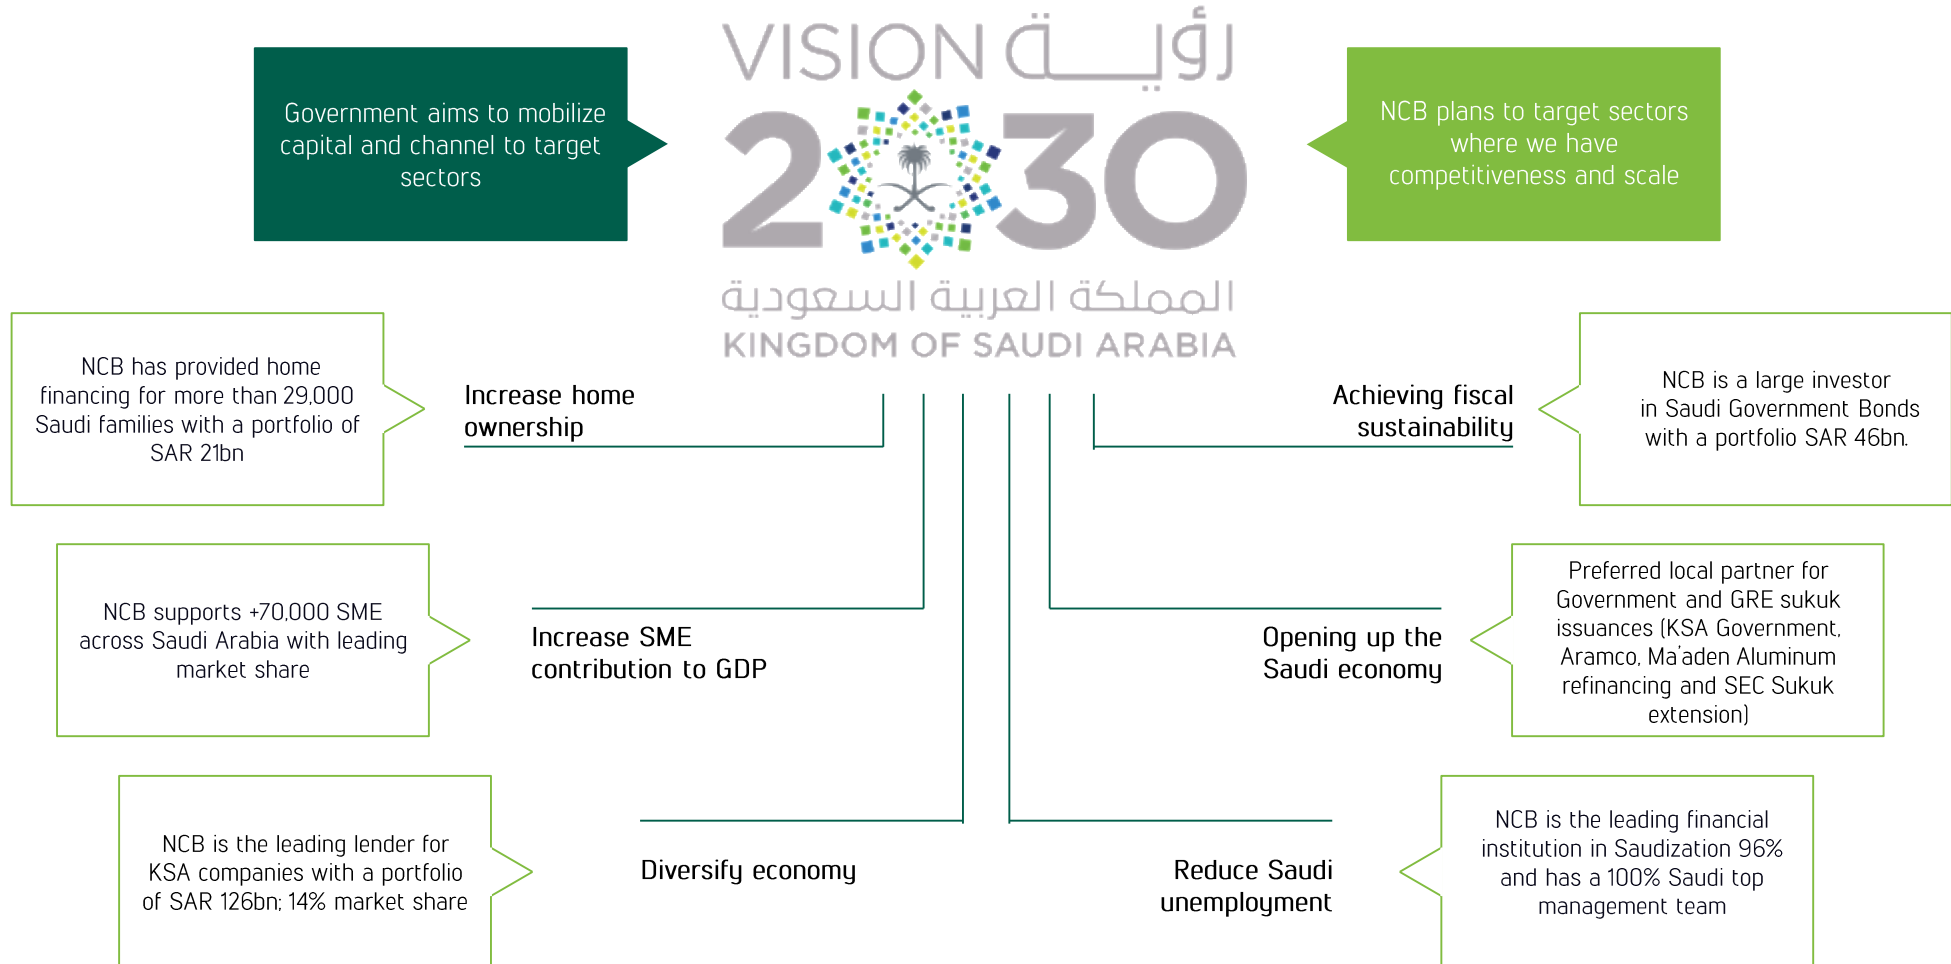 VISION رؤية
2030
المملكة العربية السعودية
KINGDOM OF SAUDI ARABIA
Government aims to mobilize
capital and channel to target
sectors
NCB plans to target sectors
where we have
competitiveness and scale
NCB has provided home
financing for more than 29,000
Saudi families with a portfolio of
SAR 21bn
Increase home
ownership
Achieving fiscal
sustainability
NCB is a large investor
in Saudi Government Bonds
with a portfolio SAR 46bn.
NCB supports +70,000 SME
across Saudi Arabia with leading
market share
Increase SME
contribution to GDP
Opening up the
Saudi economy
Preferred local partner for
Government and GRE sukuk
issuances (KSA Government,
Aramco, Ma'aden Aluminum
refinancing and SEC Sukuk
extension)
NCB is the leading lender for
KSA companies with a portfolio
of SAR 126bn; 14% market share
Diversify economy
Reduce Saudi
unemployment
NCB is the leading financial
institution in Saudization 96%
and has a 100% Saudi top
management team